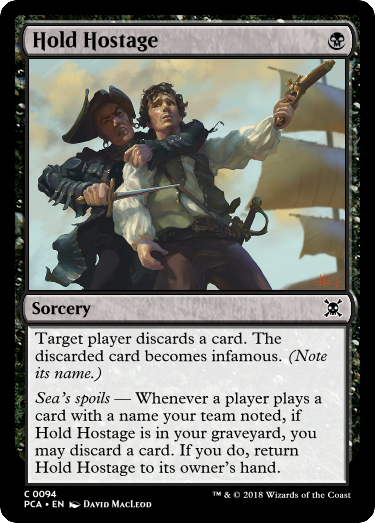 Hold Hostage
Sorcery
Target player discards a card. The
discarded card becomes infamous. (Note
its name.)
Sea's spoils — Whenever a player plays a
card with a name your team noted, if
Hold Hostage is in your graveyard, you
may discard a card. If you do, return
Hold Hostage to its owner's hand.
C 0094
™ & © 2018 Wizards of the Coast
PCA • EN DAVID MACLEOD